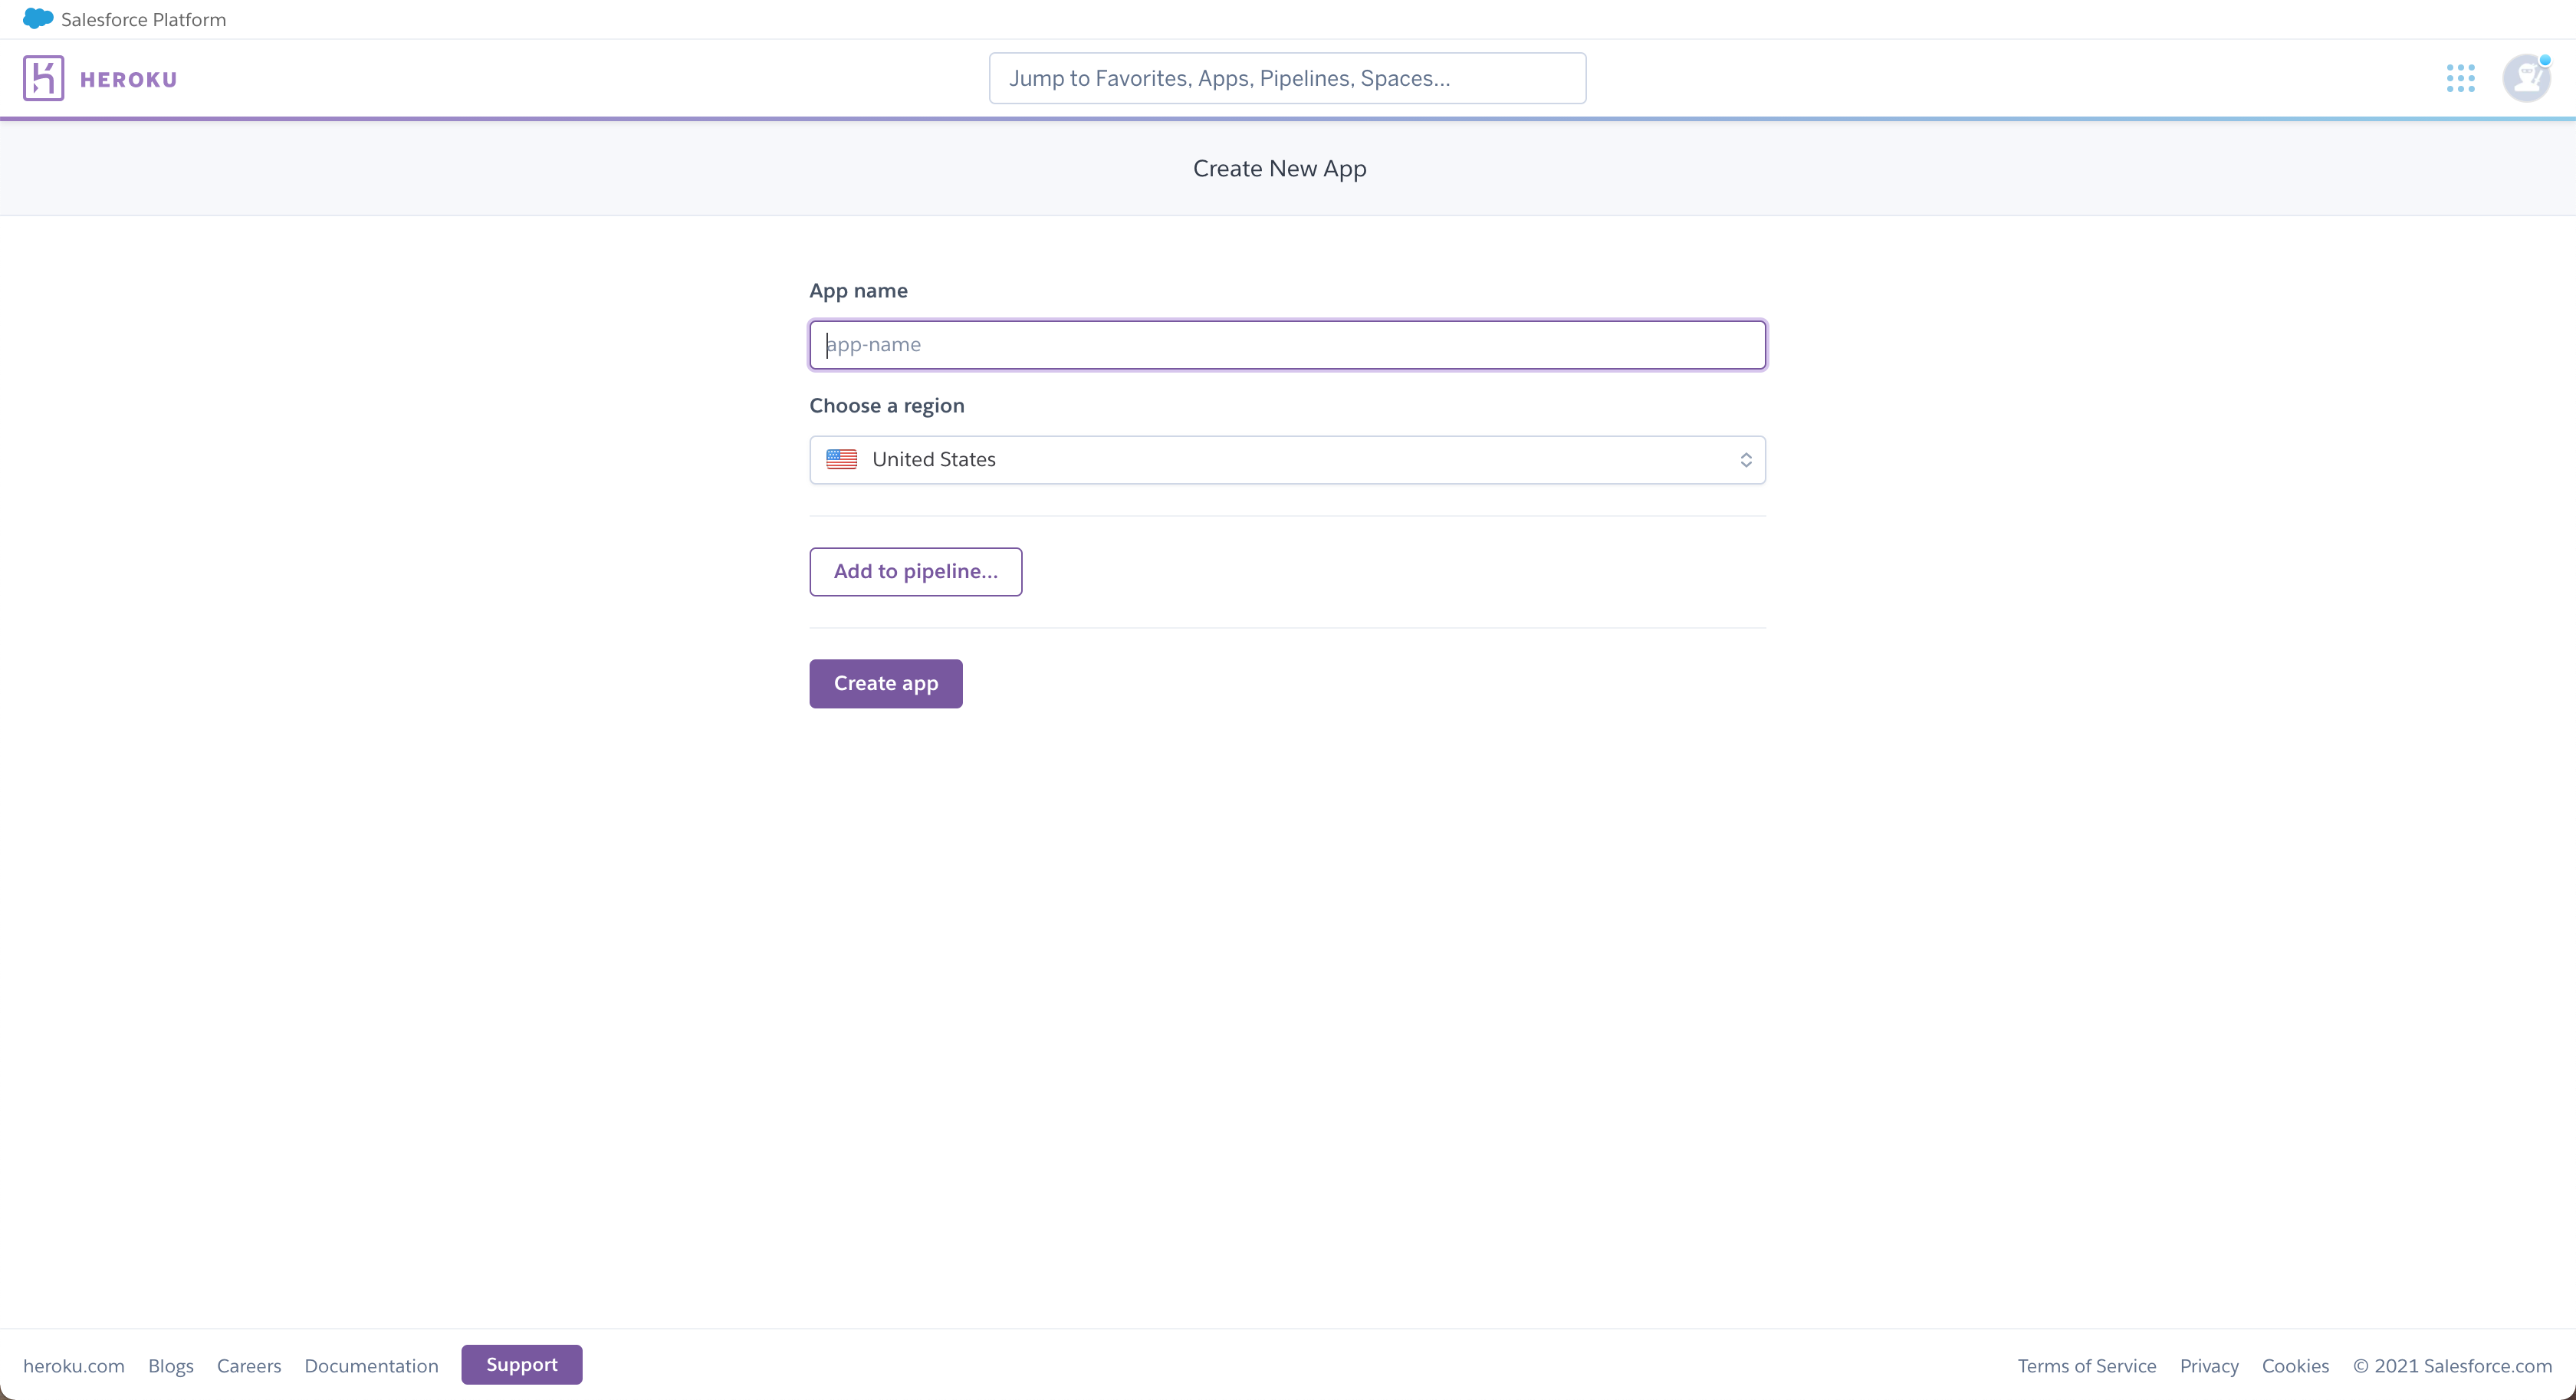 Salesforce Platform
HEROKU
Jump to Favorites, Apps, Pipelines, Spaces...
Create New App
App name
app-name
Choose a region
United States
Add to pipeline...
Create app
heroku.com Blogs Careers Documentation Support Terms of Service Privacy Cookies © 2021 Salesforce.com